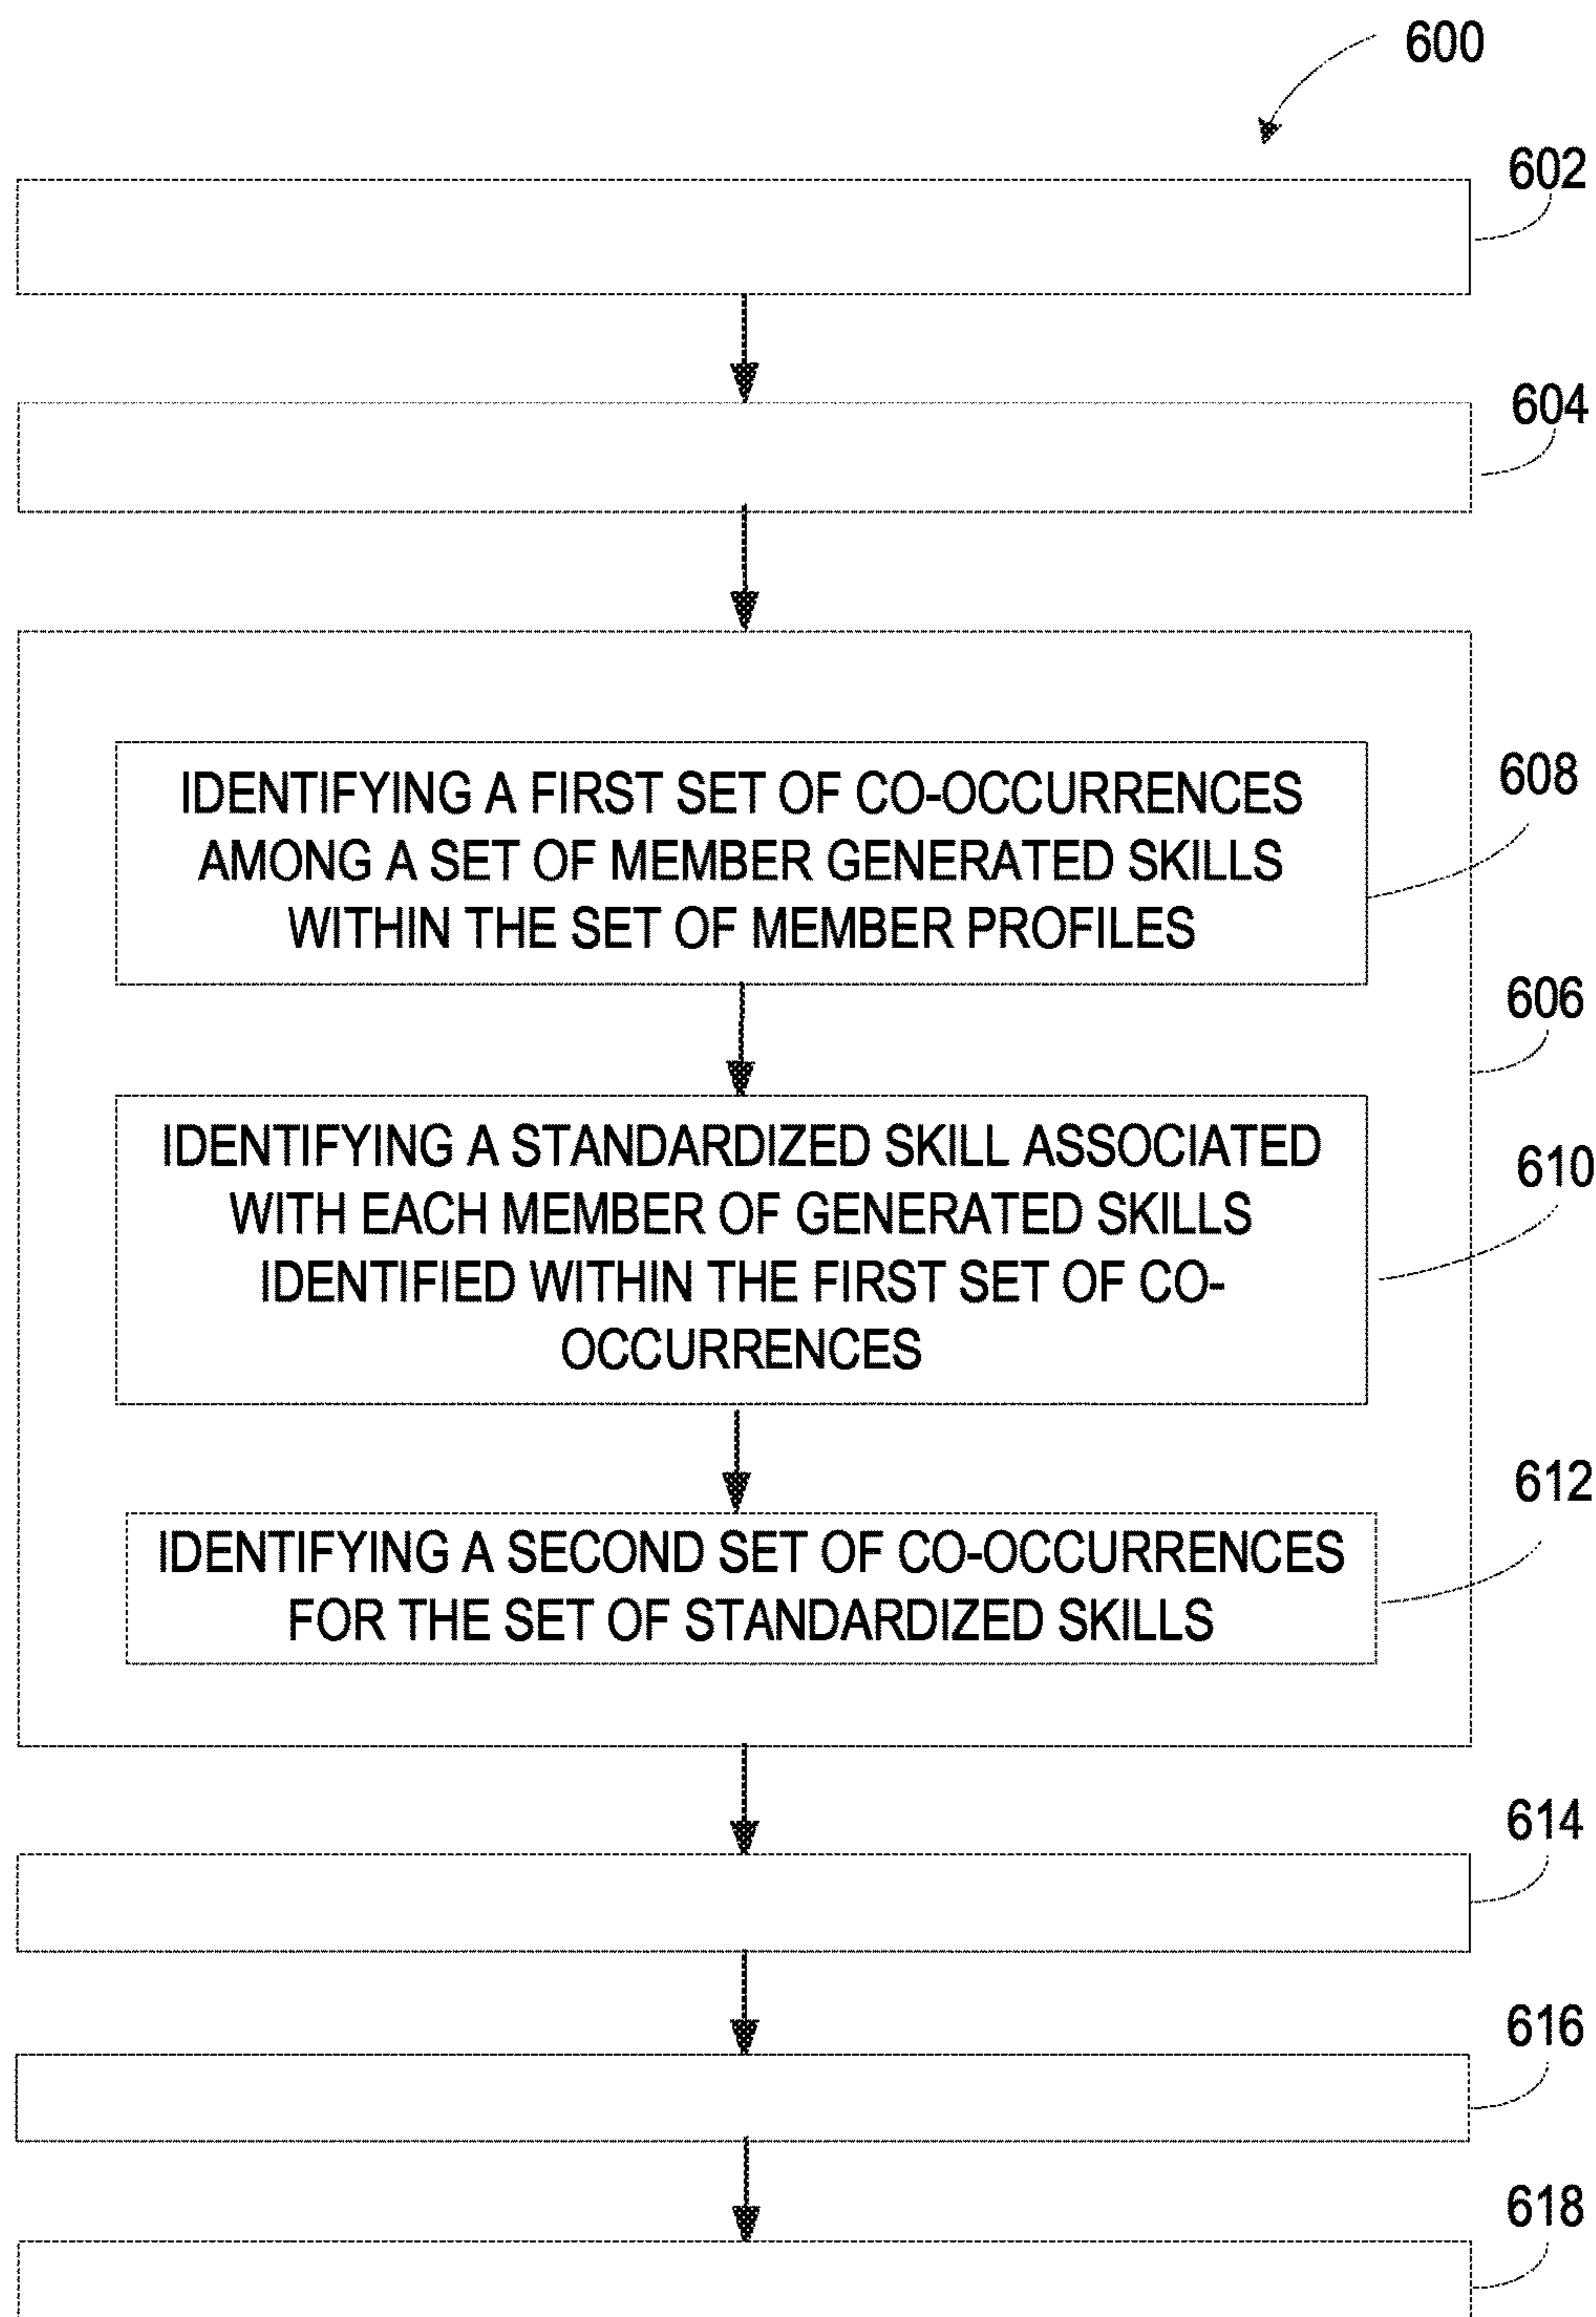 600
602
604
IDENTIFYING A FIRST SET OF CO-OCCURRENCES
AMONG A SET OF MEMBER GENERATED SKILLS
WITHIN THE SET OF MEMBER PROFILES
608
606
IDENTIFYING A STANDARDIZED SKILL ASSOCIATED
WITH EACH MEMBER OF GENERATED SKILLS
IDENTIFIED WITHIN THE FIRST SET OF CO-
OCCURRENCES
610
612
IDENTIFYING A SECOND SET OF CO-OCCURRENCES
FOR THE SET OF STANDARDIZED SKILLS
614
616
618